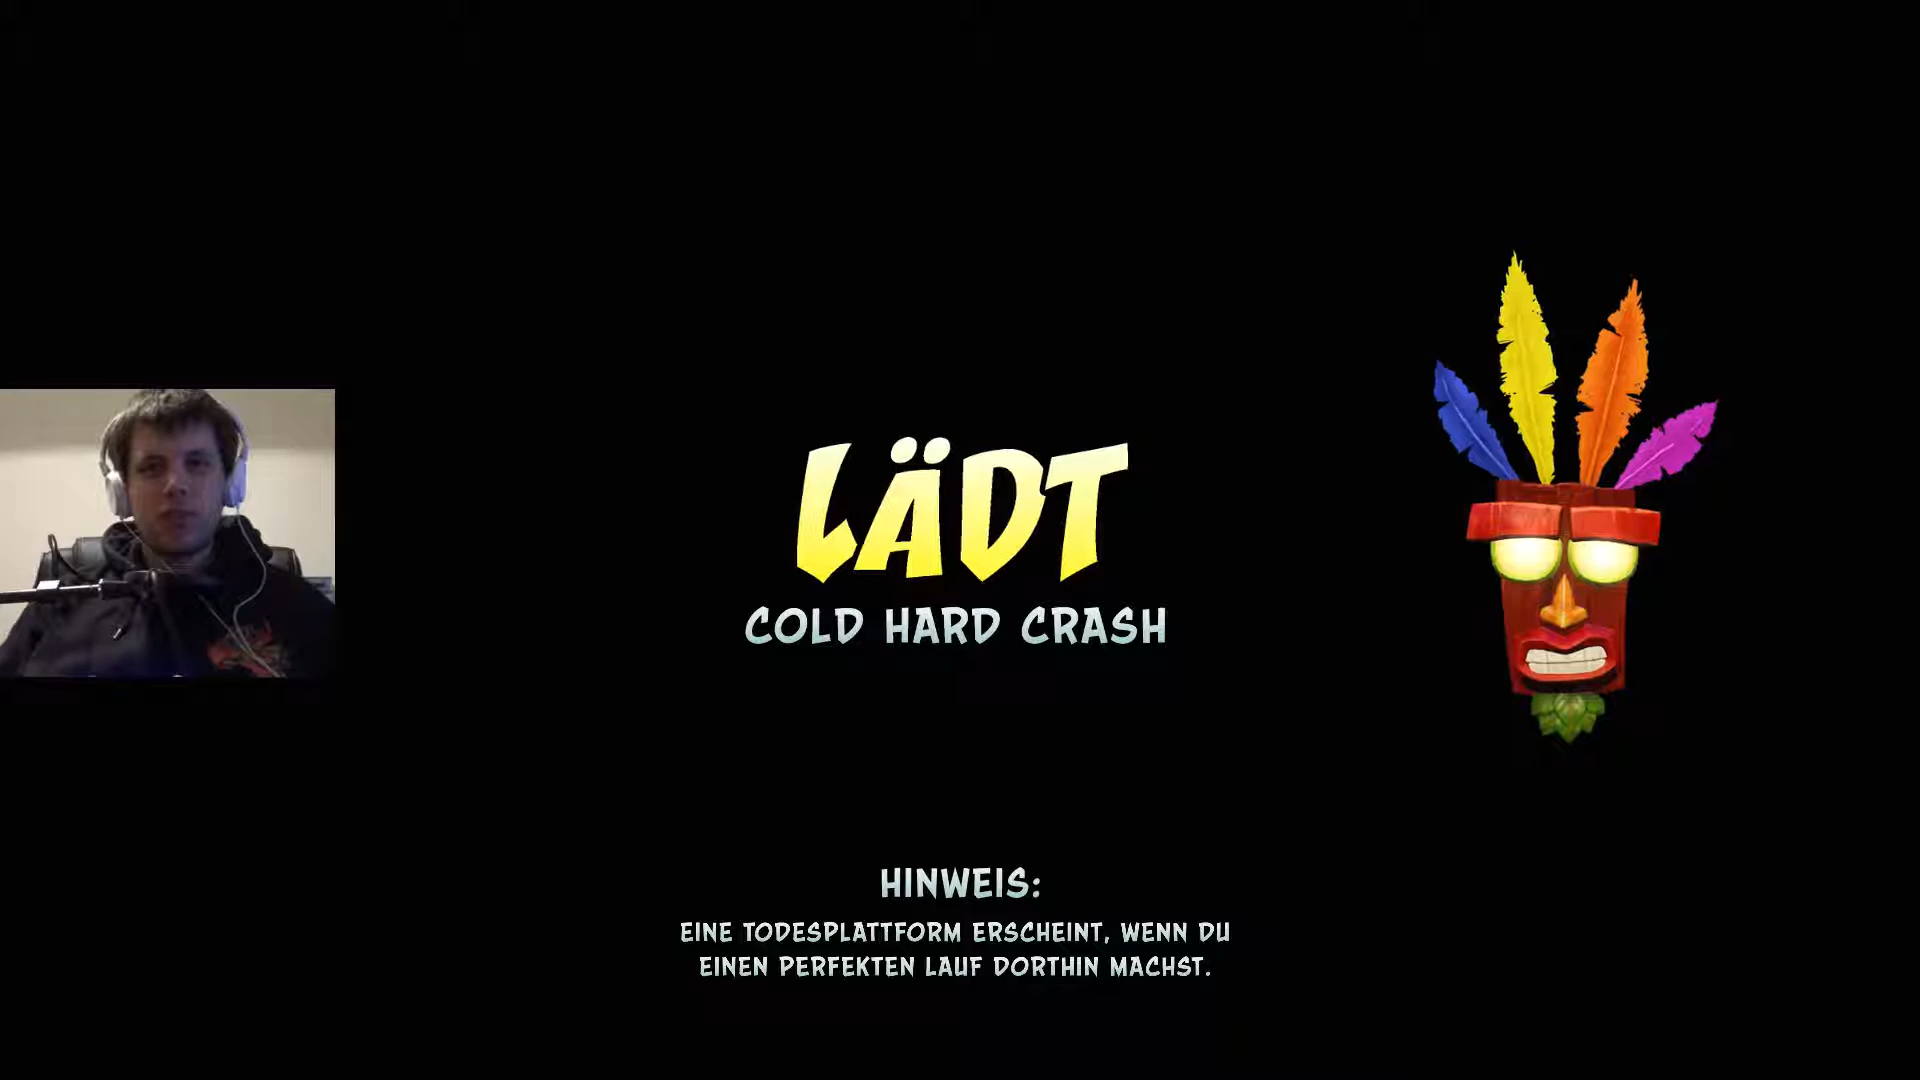 LÄDT
COLD HARD CRASH
HINWEIS:
EINE TODESPLATTFORM ERSCHEINT, WENN DU
EINEN PERFEKTEN LAUF DORTHIN MACHST.